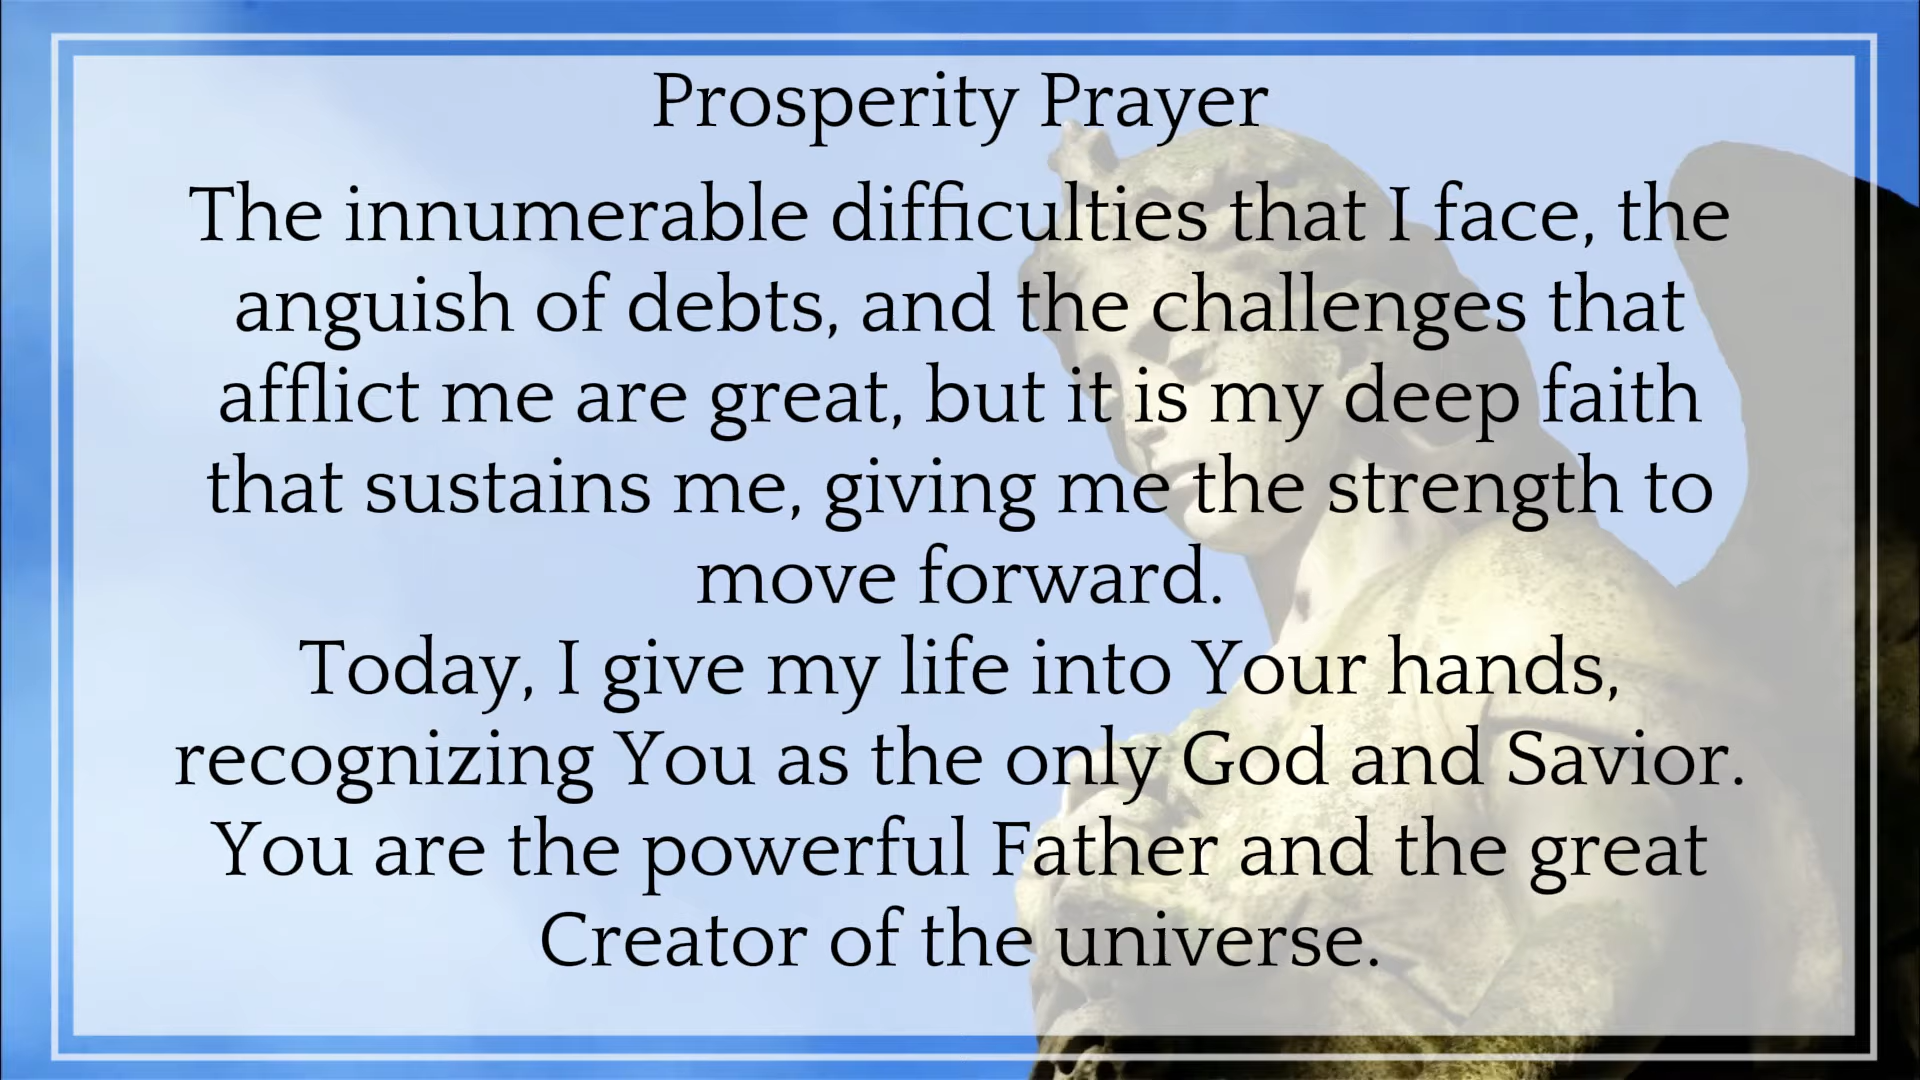 Prosperity Prayer
The innumerable difficulties that I face, the
anguish of debts, and the challenges that
afflict me are great, but it is my deep faith
that sustains me, giving me the strength to
move forward.
Today, I give my life into Your hands,
recognizing You as the only God and Savior.
You are the powerful Father and the great
Creator of the universe.